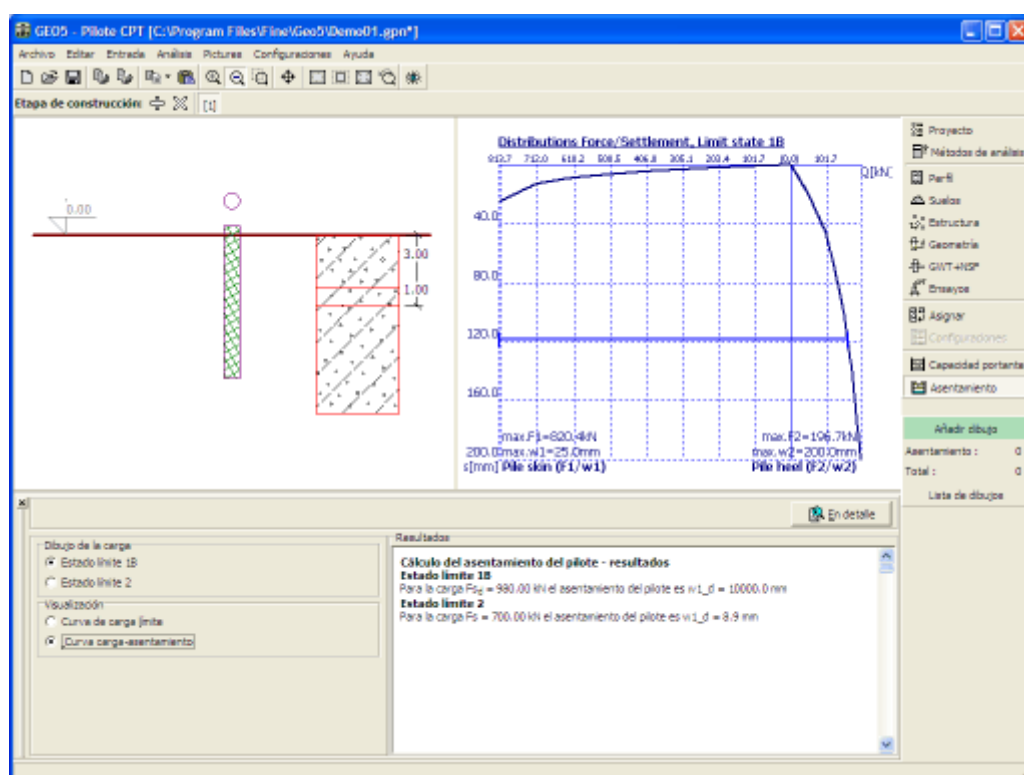 GEO5 - Pilote CPT [C:\Program Files\Fine\Geo5\Demo01.gpn*]
Archivo Editar Entrada Análisis Pictures Configuraciones Ayuda
Etapa de construcción: [1]
0.00
3.00
1.00
Distributions Force/Settlement, Limit state 1B
813.7 712.0 610.2 508.5 406.8 305.1 203.4 101.7 [0.0] 101.7
Q[kN]
40.0
80.0
120.0
160.0
200.0
s[mm]
max.F1=820.4kN
max.w1=25.0mm
Pile skin (F1/w1)
max.F2=196.7kN
max.w2=200.0mm
Pile heel (F2/w2)
Proyecto
Métodos de análisis
Perfil
Suelos
Estructura
Geometría
GWT+NSF
Ensayos
Asignar
Configuraciones
Capacidad portante
Asentamiento
Añadir dibujo
Asentamiento : 0
Total : 0
Lista de dibujos
En detalle
Dibujo de la carga
Estado límite 1B
Estado límite 2
Visualización
Curva de carga límite
Curva carga-asentamiento
Resultados
Cálculo del asentamiento del pilote - resultados
Estado límite 1B
Para la carga Fs_d = 980.00 kN el asentamiento del pilote es w1_d = 10000.0 mm
Estado límite 2
Para la carga Fs = 700.00 kN el asentamiento del pilote es w1_d = 8.9 mm